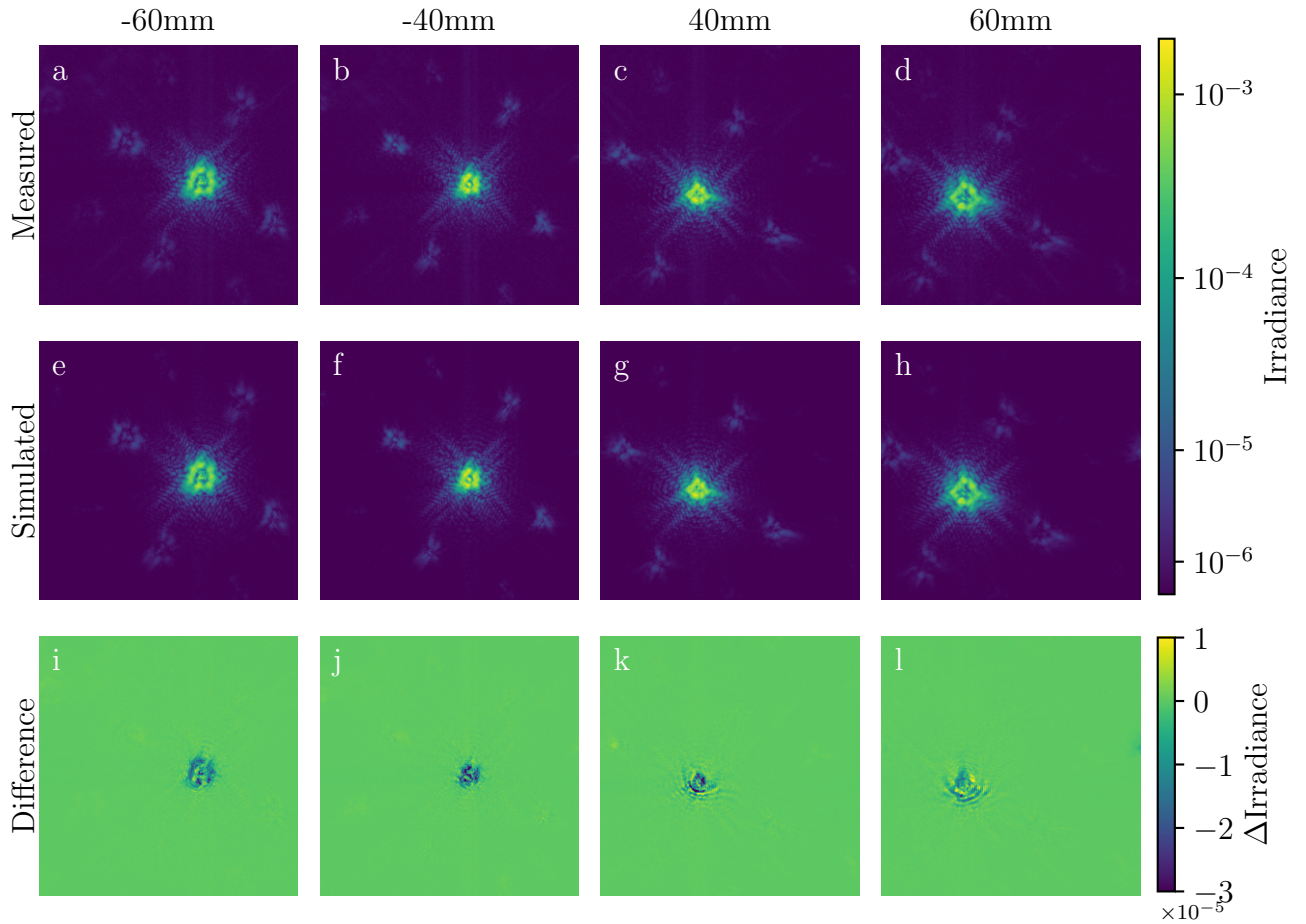 -60mm -40mm 40mm 60mm
Measured a b c d
Simulated e f g h
Difference i j k l
10⁻³
10⁻⁴
10⁻⁵
10⁻⁶
Irradiance
1
0
−1
−2
−3
×10⁻⁵
ΔIrradiance